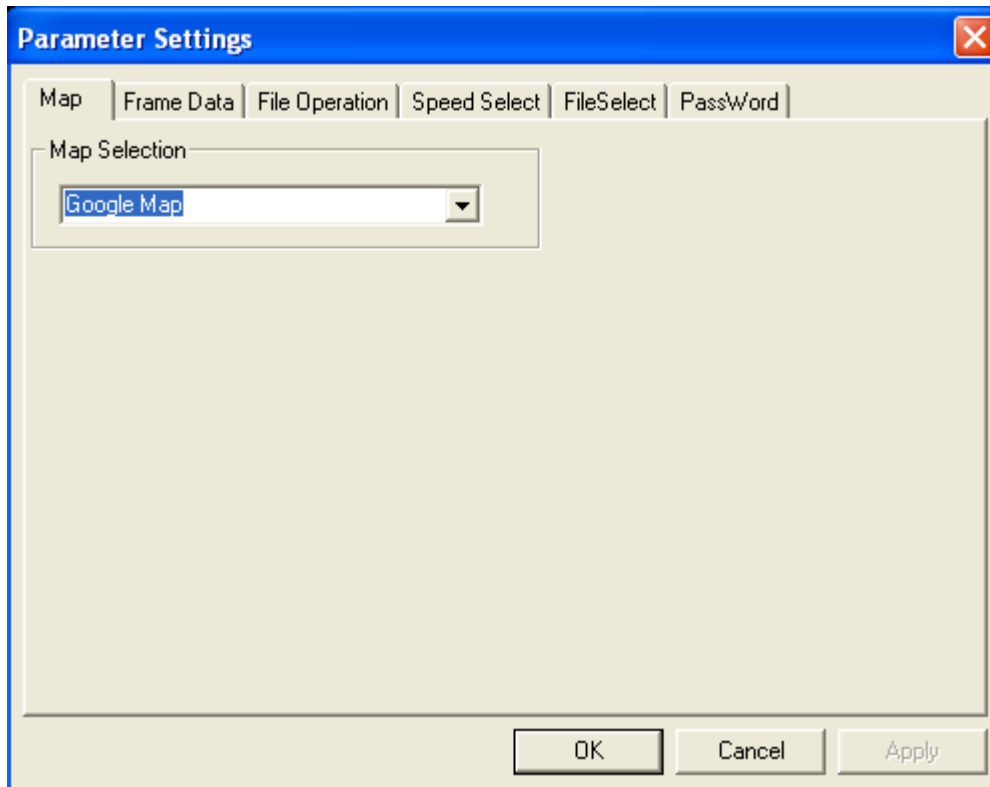 Parameter Settings
Map Frame Data File Operation Speed Select FileSelect PassWord
Map Selection
Google Map
OK Cancel Apply